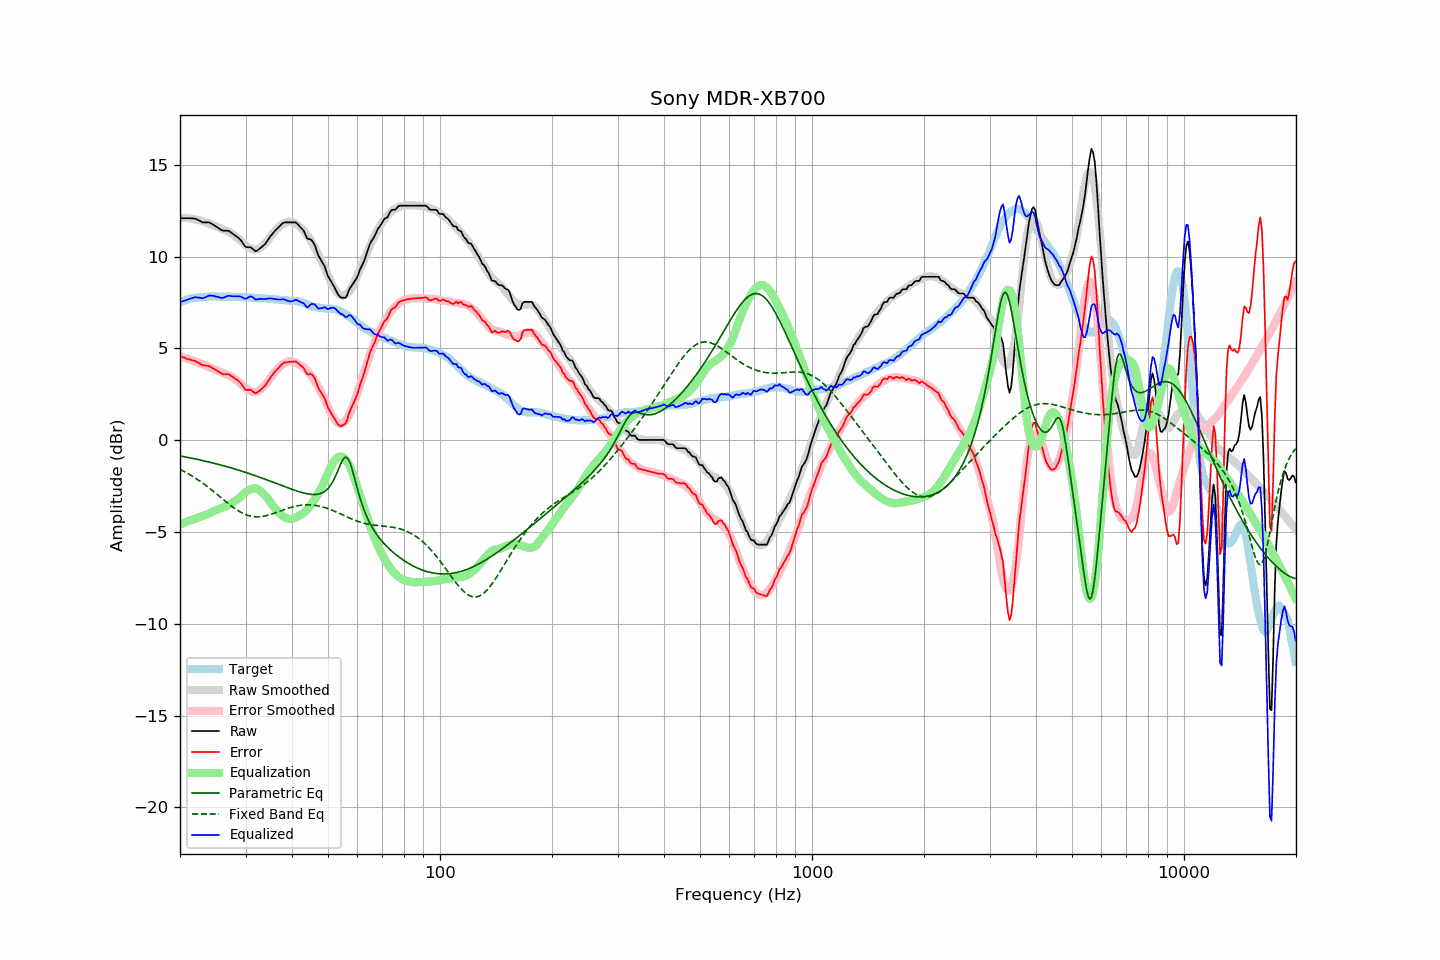 Sony MDR-XB700
Amplitude (dBr)
15
10
5
0
−5
−10
−15
−20
Target
Raw Smoothed
Error Smoothed
Raw
Error
Equalization
Parametric Eq
Fixed Band Eq
Equalized
100
1000
10000
Frequency (Hz)